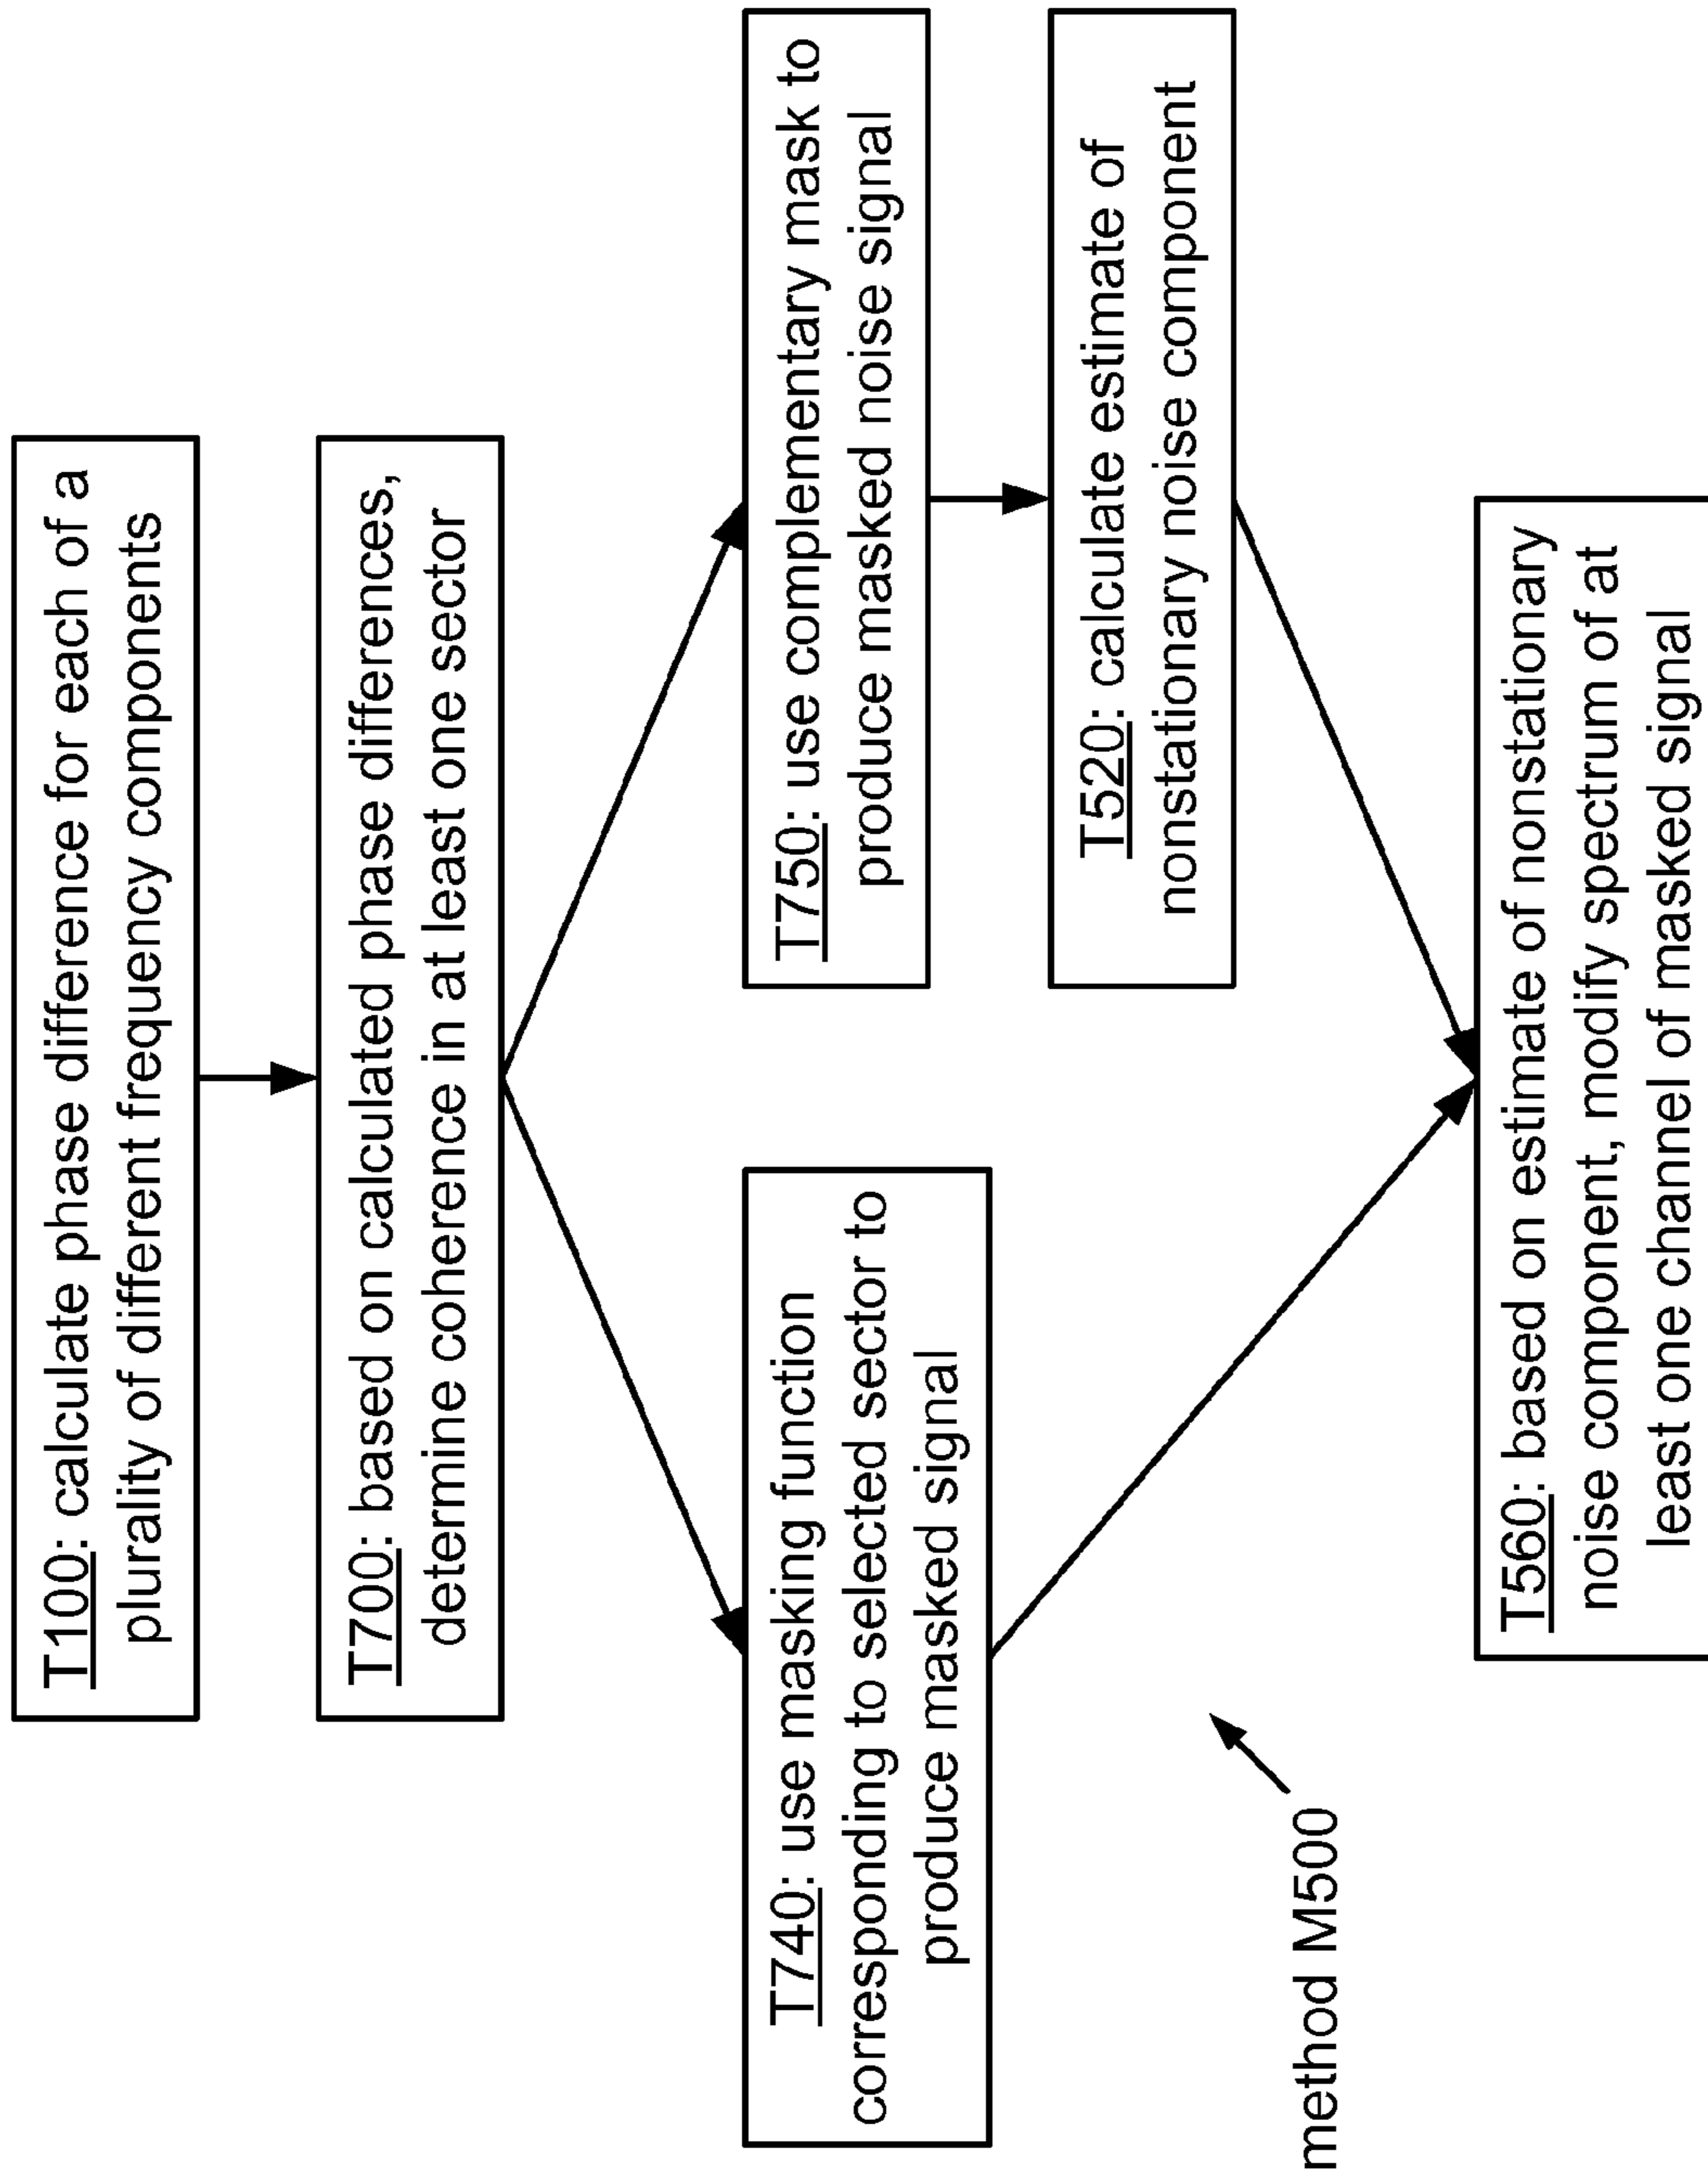 T100: calculate phase difference for each of a
plurality of different frequency components
T700: based on calculated phase differences,
determine coherence in at least one sector
T740: use masking function
corresponding to selected sector to
produce masked signal
T750: use complementary mask to
produce masked noise signal
T520: calculate estimate of
nonstationary noise component
T560: based on estimate of nonstationary
noise component, modify spectrum of at
least one channel of masked signal
method M500